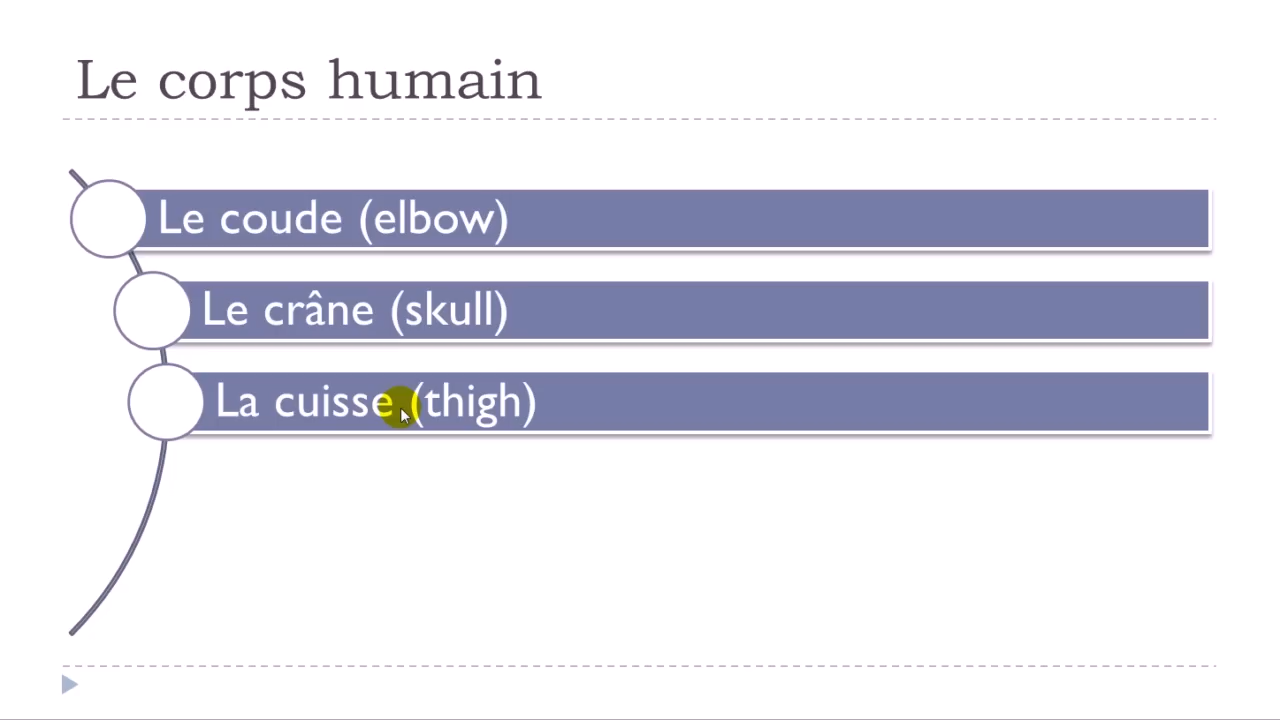 Le corps humain
Le coude (elbow)
Le crâne (skull)
La cuisse (thigh)